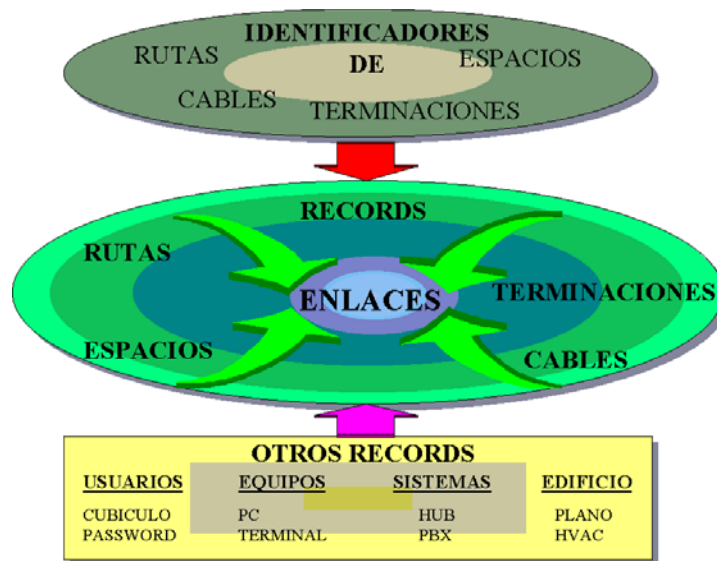 IDENTIFICADORES
RUTAS DE ESPACIOS
CABLES TERMINACIONES
RECORDS
RUTAS
ENLACES TERMINACIONES
ESPACIOS CABLES
OTROS RECORDS
USUARIOS EQUIPOS SISTEMAS EDIFICIO
CUBICULO PC HUB PLANO
PASSWORD TERMINAL PBX HVAC